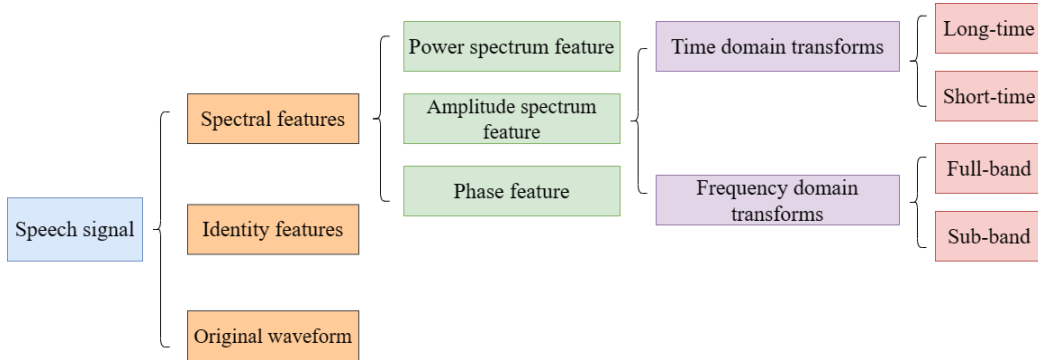 Speech signal
Spectral features
Identity features
Original waveform
Power spectrum feature
Amplitude spectrum
feature
Phase feature
Time domain transforms
Frequency domain
transforms
Long-time
Short-time
Full-band
Sub-band